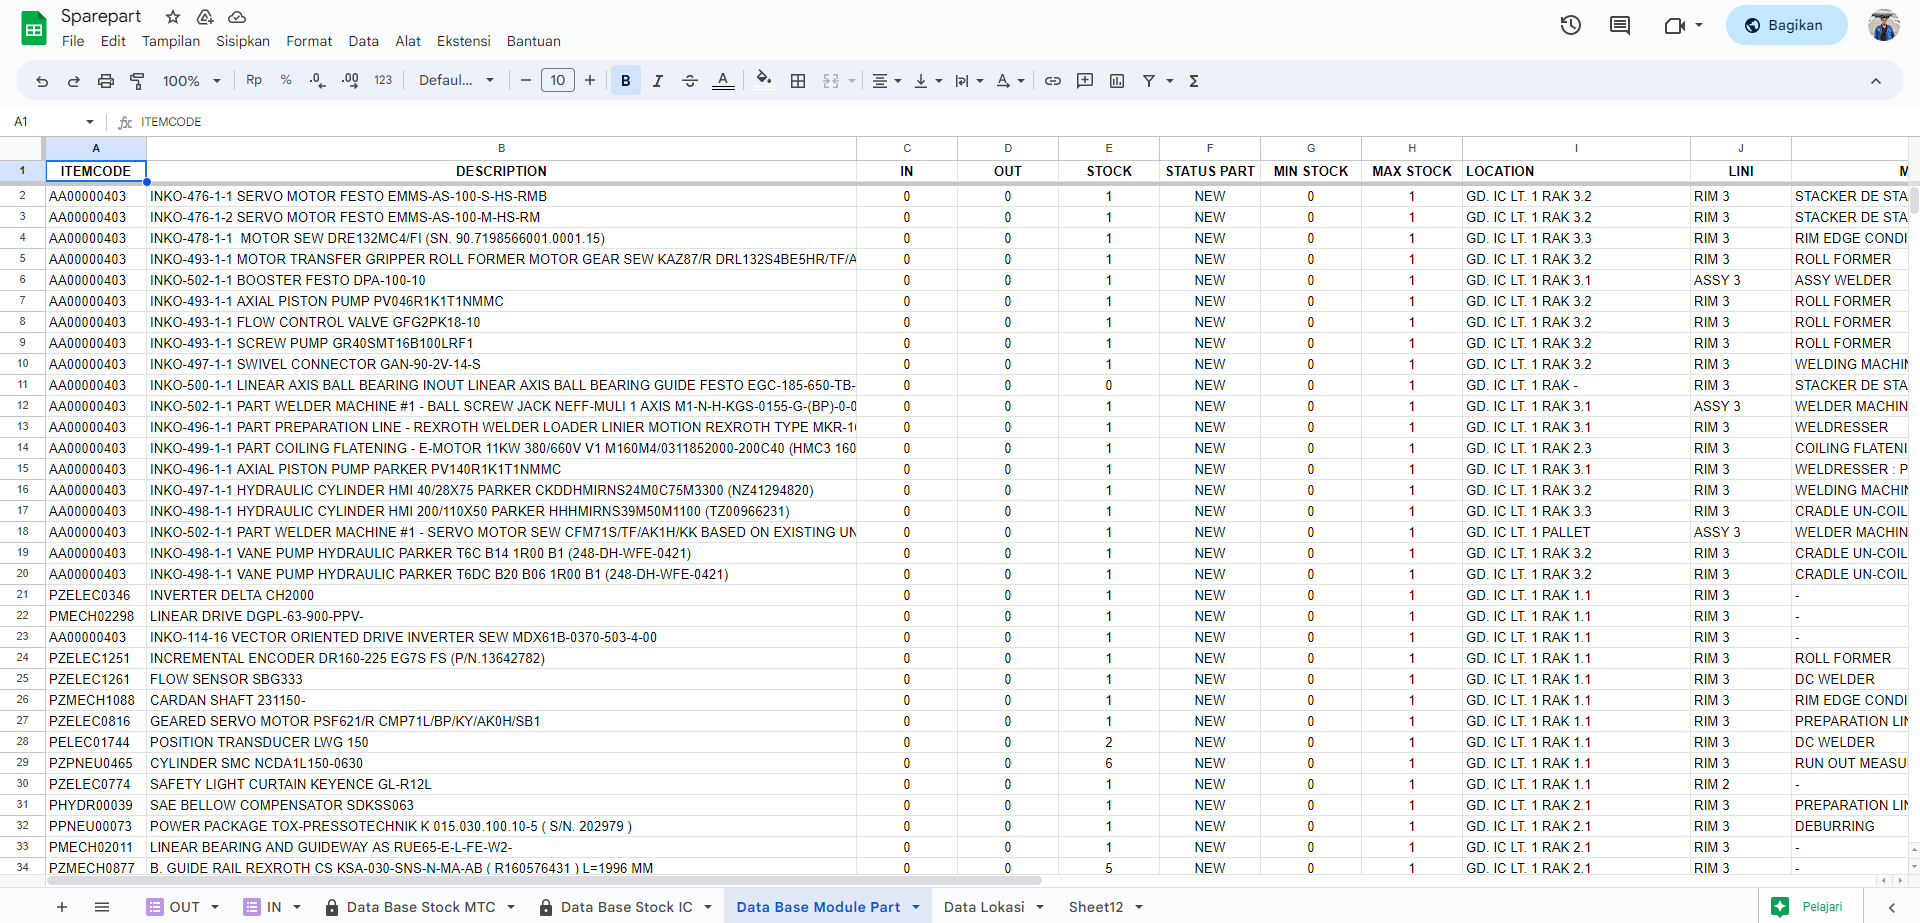 Sparepart
File Edit Tampilan Sisipkan Format Data Alat Ekstensi Bantuan
Bagikan
100% Rp % .0 .00 123 Defaul... 10 B I A
A1 fx ITEMCODE
A B C D E F G H I J
1 ITEMCODE DESCRIPTION IN OUT STOCK STATUS PART MIN STOCK MAX STOCK LOCATION LINI M
2 AA00000403 INKO-476-1-1 SERVO MOTOR FESTO EMMS-AS-100-S-HS-RMB 0 0 1 NEW 0 1 GD. IC LT. 1 RAK 3.2 RIM 3 STACKER DE STA
3 AA00000403 INKO-476-1-2 SERVO MOTOR FESTO EMMS-AS-100-M-HS-RM 0 0 1 NEW 0 1 GD. IC LT. 1 RAK 3.2 RIM 3 STACKER DE STA
4 AA00000403 INKO-478-1-1  MOTOR SEW DRE132MC4/FI (SN. 90.7198566001.0001.15) 0 0 1 NEW 0 1 GD. IC LT. 1 RAK 3.3 RIM 3 RIM EDGE CONDI
5 AA00000403 INKO-493-1-1 MOTOR TRANSFER GRIPPER ROLL FORMER MOTOR GEAR SEW KAZ87/R DRL132S4BE5HR/TF/A 0 0 1 NEW 0 1 GD. IC LT. 1 RAK 3.2 RIM 3 ROLL FORMER
6 AA00000403 INKO-502-1-1 BOOSTER FESTO DPA-100-10 0 0 1 NEW 0 1 GD. IC LT. 1 RAK 3.1 ASSY 3 ASSY WELDER
7 AA00000403 INKO-493-1-1 AXIAL PISTON PUMP PV046R1K1T1NMMC 0 0 1 NEW 0 1 GD. IC LT. 1 RAK 3.2 RIM 3 ROLL FORMER
8 AA00000403 INKO-493-1-1 FLOW CONTROL VALVE GFG2PK18-10 0 0 1 NEW 0 1 GD. IC LT. 1 RAK 3.2 RIM 3 ROLL FORMER
9 AA00000403 INKO-493-1-1 SCREW PUMP GR40SMT16B100LRF1 0 0 1 NEW 0 1 GD. IC LT. 1 RAK 3.2 RIM 3 ROLL FORMER
10 AA00000403 INKO-497-1-1 SWIVEL CONNECTOR GAN-90-2V-14-S 0 0 1 NEW 0 1 GD. IC LT. 1 RAK 3.2 RIM 3 WELDING MACHIN
11 AA00000403 INKO-500-1-1 LINEAR AXIS BALL BEARING INOUT LINEAR AXIS BALL BEARING GUIDE FESTO EGC-185-650-TB- 0 0 0 NEW 0 1 GD. IC LT. 1 RAK - RIM 3 STACKER DE STA
12 AA00000403 INKO-502-1-1 PART WELDER MACHINE #1 - BALL SCREW JACK NEFF-MULI 1 AXIS M1-N-H-KGS-0155-G-(BP)-0-0 0 0 1 NEW 0 1 GD. IC LT. 1 RAK 3.1 ASSY 3 WELDER MACHIN
13 AA00000403 INKO-496-1-1 PART PREPARATION LINE - REXROTH WELDER LOADER LINIER MOTION REXROTH TYPE MKR-1 0 0 1 NEW 0 1 GD. IC LT. 1 RAK 3.1 RIM 3 WELDRESSER
14 AA00000403 INKO-499-1-1 PART COILING FLATENING - E-MOTOR 11KW 380/660V V1 M160M4/0311852000-200C40 (HMC3 160 0 0 1 NEW 0 1 GD. IC LT. 1 RAK 2.3 RIM 3 COILING FLATENI
15 AA00000403 INKO-496-1-1 AXIAL PISTON PUMP PARKER PV140R1K1T1NMMC 0 0 1 NEW 0 1 GD. IC LT. 1 RAK 3.1 RIM 3 WELDRESSER : P
16 AA00000403 INKO-497-1-1 HYDRAULIC CYLINDER HMI 40/28X75 PARKER CKDDHMIRNS24M0C75M3300 (NZ41294820) 0 0 1 NEW 0 1 GD. IC LT. 1 RAK 3.2 RIM 3 WELDING MACHIN
17 AA00000403 INKO-498-1-1 HYDRAULIC CYLINDER HMI 200/110X50 PARKER HHHMIRNS39M50M1100 (TZ00966231) 0 0 1 NEW 0 1 GD. IC LT. 1 RAK 3.3 RIM 3 CRADLE UN-COIL
18 AA00000403 INKO-502-1-1 PART WELDER MACHINE #1 - SERVO MOTOR SEW CFM71S/TF/AK1H/KK BASED ON EXISTING UN 0 0 1 NEW 0 1 GD. IC LT. 1 PALLET ASSY 3 WELDER MACHIN
19 AA00000403 INKO-498-1-1 VANE PUMP HYDRAULIC PARKER T6C B14 1R00 B1 (248-DH-WFE-0421) 0 0 1 NEW 0 1 GD. IC LT. 1 RAK 3.2 RIM 3 CRADLE UN-COIL
20 AA00000403 INKO-498-1-1 VANE PUMP HYDRAULIC PARKER T6DC B20 B06 1R00 B1 (248-DH-WFE-0421) 0 0 1 NEW 0 1 GD. IC LT. 1 RAK 3.2 RIM 3 CRADLE UN-COIL
21 PZELEC0346 INVERTER DELTA CH2000 0 0 1 NEW 0 1 GD. IC LT. 1 RAK 1.1 RIM 3 -
22 PMECH02298 LINEAR DRIVE DGPL-63-900-PPV- 0 0 1 NEW 0 1 GD. IC LT. 1 RAK 1.1 RIM 3 -
23 AA00000403 INKO-114-16 VECTOR ORIENTED DRIVE INVERTER SEW MDX61B-0370-503-4-00 0 0 1 NEW 0 1 GD. IC LT. 1 RAK 1.1 RIM 3 -
24 PZELEC1251 INCREMENTAL ENCODER DR160-225 EG7S FS (P/N.13642782) 0 0 1 NEW 0 1 GD. IC LT. 1 RAK 1.1 RIM 3 ROLL FORMER
25 PZELEC1261 FLOW SENSOR SBG333 0 0 1 NEW 0 1 GD. IC LT. 1 RAK 1.1 RIM 3 DC WELDER
26 PZMECH1088 CARDAN SHAFT 231150- 0 0 1 NEW 0 1 GD. IC LT. 1 RAK 1.1 RIM 3 RIM EDGE CONDI
27 PZELEC0816 GEARED SERVO MOTOR PSF621/R CMP71L/BP/KY/AK0H/SB1 0 0 1 NEW 0 1 GD. IC LT. 1 RAK 1.1 RIM 3 PREPARATION LIN
28 PELEC01744 POSITION TRANSDUCER LWG 150 0 0 2 NEW 0 1 GD. IC LT. 1 RAK 1.1 RIM 3 DC WELDER
29 PZPNEU0465 CYLINDER SMC NCDA1L150-0630 0 0 6 NEW 0 1 GD. IC LT. 1 RAK 1.1 RIM 3 RUN OUT MEASU
30 PZELEC0774 SAFETY LIGHT CURTAIN KEYENCE GL-R12L 0 0 1 NEW 0 1 GD. IC LT. 1 RAK 1.1 RIM 2 -
31 PHYDR00039 SAE BELLOW COMPENSATOR SDKSS063 0 0 1 NEW 0 1 GD. IC LT. 1 RAK 2.1 RIM 3 PREPARATION LIN
32 PPNEU00073 POWER PACKAGE TOX-PRESSOTECHNIK K 015.030.100.10-5 ( S/N. 202979 ) 0 0 1 NEW 0 1 GD. IC LT. 1 RAK 2.1 RIM 3 DEBURRING
33 PMECH02011 LINEAR BEARING AND GUIDEWAY AS RUE65-E-L-FE-W2- 0 0 1 NEW 0 1 GD. IC LT. 1 RAK 2.1 RIM 3 -
34 PZMECH0877 B. GUIDE RAIL REXROTH CS KSA-030-SNS-N-MA-AB ( R160576431 ) L=1996 MM 0 0 5 NEW 0 1 GD. IC LT. 1 RAK 2.1 RIM 3 -
OUT IN Data Base Stock MTC Data Base Stock IC Data Base Module Part Data Lokasi Sheet12 Pelajari